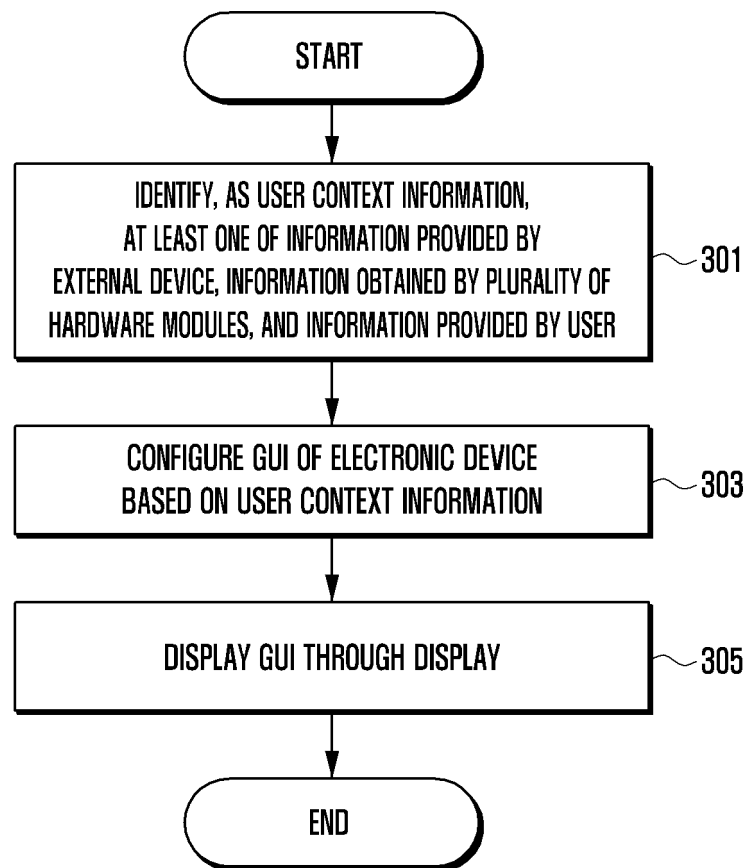 START
IDENTIFY, AS USER CONTEXT INFORMATION,
AT LEAST ONE OF INFORMATION PROVIDED BY
EXTERNAL DEVICE, INFORMATION OBTAINED BY PLURALITY OF
HARDWARE MODULES, AND INFORMATION PROVIDED BY USER
301
CONFIGURE GUI OF ELECTRONIC DEVICE
BASED ON USER CONTEXT INFORMATION
303
DISPLAY GUI THROUGH DISPLAY
305
END